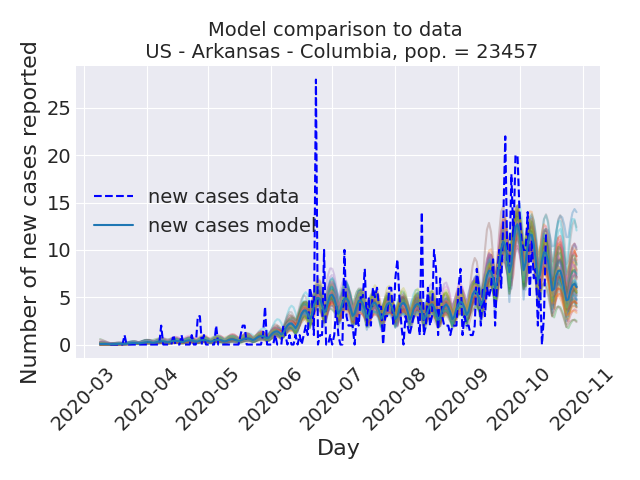 Model comparison to data
US - Arkansas - Columbia, pop. = 23457
Number of new cases reported
25
20
15
10
5
0
new cases data
new cases model
2020-03
2020-04
2020-05
2020-06
2020-07
2020-08
2020-09
2020-10
2020-11
Day